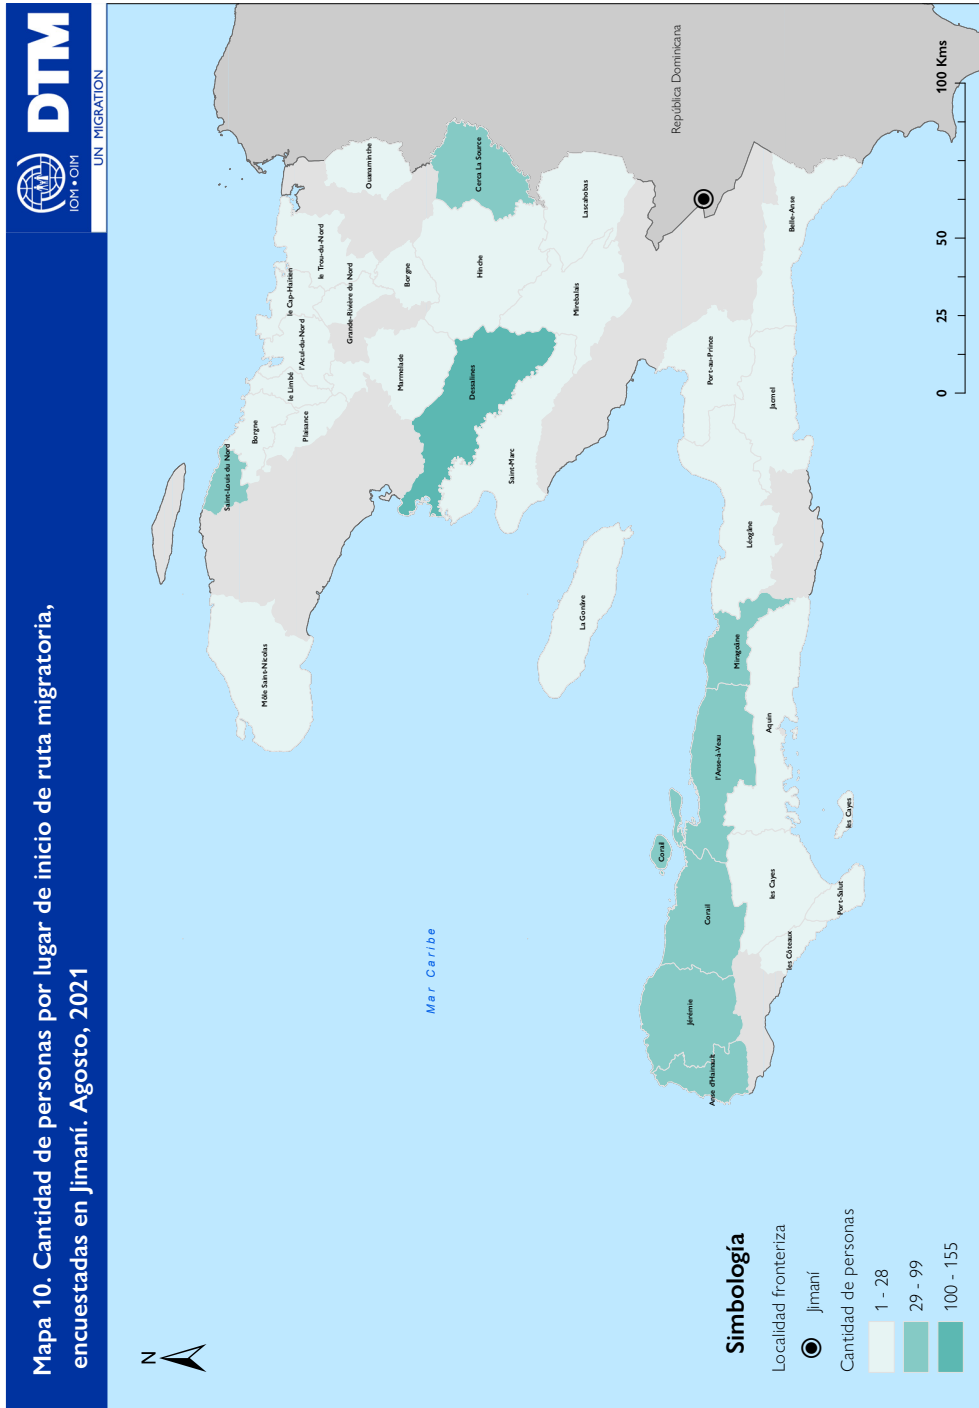 Mapa 10. Cantidad de personas por lugar de inicio de ruta migratoria,
encuestadas en Jimaní. Agosto, 2021
IOM • OIM
DTM
UN MIGRATION
N
Saint-Louis du Nord
Borgne
le Limbé
Plaisance
l'Acul-du-Nord
le Cap-Haïtien
le Trou-du-Nord
Grande-Rivière du Nord
Ouanaminthe
Môle Saint-Nicolas
Marmelade
Borgne
Cerca La Source
Hinche
Dessalines
Saint-Marc
Mirebalais
Lascahobas
República Dominicana
La Gonâve
Mar Caribe
Port-au-Prince
Belle-Anse
Jacmel
Léogâne
Miragoâne
l'Anse-à-Veau
Aquin
Corail
Corail
Jérémie
Anse d'Hainault
les Cayes
les Cayes
Port-Salut
les Côteaux
Simbología
Localidad fronteriza
Jimaní
Cantidad de personas
1 - 28
29 - 99
100 - 155
0 25 50 100 Kms